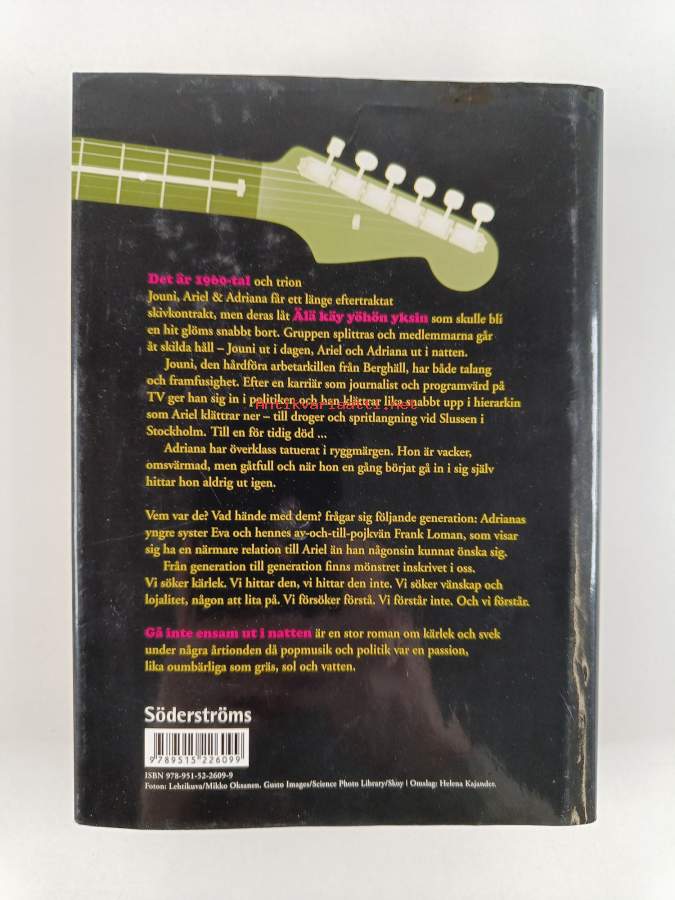 Det är 1960-tal och trion
Jouni, Ariel & Adriana får ett länge eftertraktat
skivkontrakt, men deras låt Älä käy yöhön yksin som skulle bli
en hit glöms snabbt bort. Gruppen splittras och medlemmarna går
åt skilda håll – Jouni ut i dagen, Ariel och Adriana ut i natten.
Jouni, den hårdföra arbetarkillen från Berghäll, har både talang
och framfusighet. Efter en karriär som journalist och programvärd på
TV ger han sig in i politiken och han klättrar lika snabbt upp i hierarkin
Antikvariaatti.net
som Ariel klättrar ner – till droger och spritlangning vid Slussen i
Stockholm. Till en för tidig död ...
Adriana har överklass tatuerat i ryggmärgen. Hon är vacker,
omsvärmad, men gåtfull och när hon en gång börjat gå in i sig själv
hittar hon aldrig ut igen.
Vem var de? Vad hände med dem? frågar sig följande generation: Adrianas
yngre syster Eva och hennes av-och-till-pojkvän Frank Loman, som visar
sig ha en närmare relation till Ariel än han någonsin kunnat önska sig.
Från generation till generation finns mönstret inskrivet i oss.
Vi söker kärlek. Vi hittar den, vi hittar den inte. Vi söker vänskap och
lojalitet, någon att lita på. Vi försöker förstå. Vi förstår inte. Och vi förstår.
Gå inte ensam ut i natten är en stor roman om kärlek och svek
under några årtionden då popmusik och politik var en passion,
lika oumbärliga som gräs, sol och vatten.
Söderströms
9 789515 226099
ISBN 978-951-52-2609-9
Foton: Lehtikuva/Mikko Oksanen. Gusto Images/Science Photo Library/Skoy | Omslag: Helena Kajander.